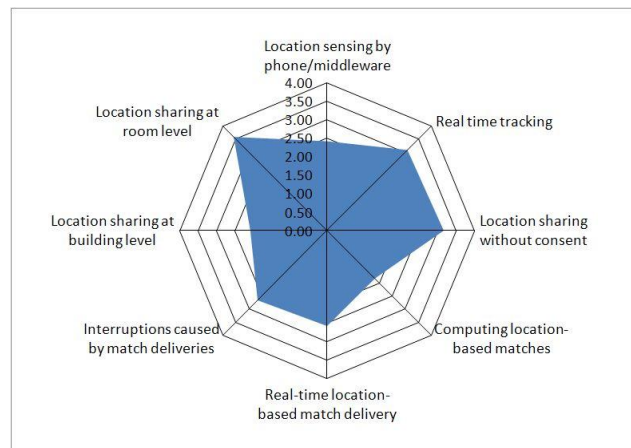 Location sensing by
phone/middleware
4.00
3.50
3.00
2.50
2.00
1.50
1.00
0.50
0.00
Real time tracking
Location sharing
without consent
Computing location-
based matches
Real-time location-
based match delivery
Interruptions caused
by match deliveries
Location sharing at
building level
Location sharing at
room level